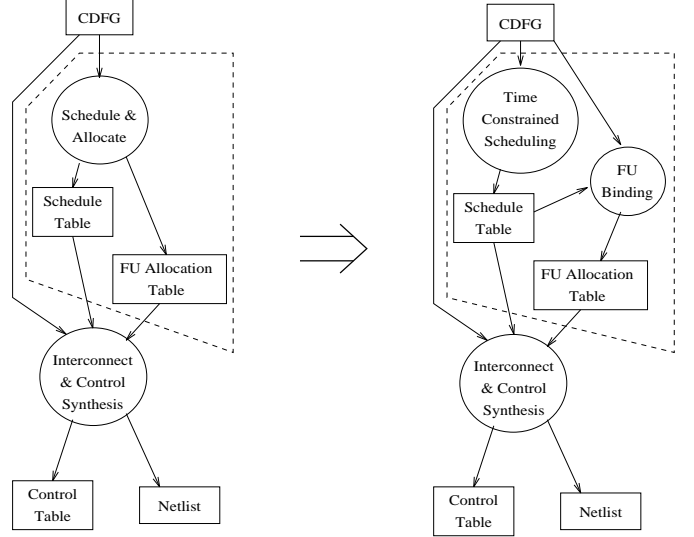 CDFG
Schedule &
Allocate
Schedule
Table
FU Allocation
Table
Interconnect
& Control
Synthesis
Control
Table
Netlist
CDFG
Time
Constrained
Scheduling
FU
Binding
Schedule
Table
FU Allocation
Table
Interconnect
& Control
Synthesis
Control
Table
Netlist